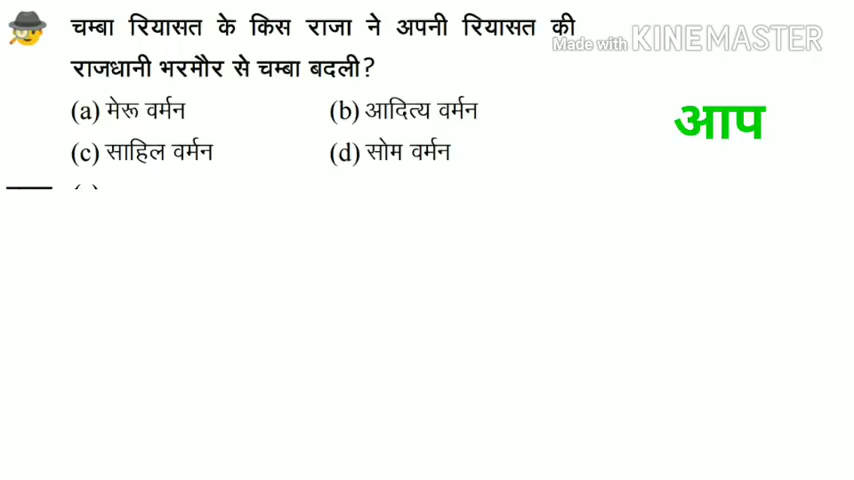 चम्बा रियासत के किस राजा ने अपनी रियासत की
Made with KINEMASTER
राजधानी भरमौर से चम्बा बदली?
आप
(a) मेरू वर्मन (b) आदित्य वर्मन
(c) साहिल वर्मन (d) सोम वर्मन